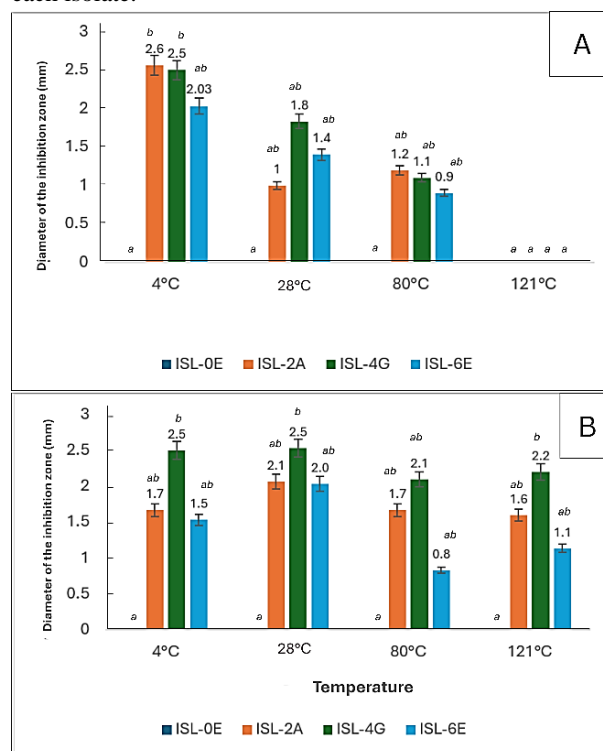 each isolate.
A
Diameter of the inhibition zone (mm)
3
2.5
2
1.5
1
0.5
0
a b 2.6 b 2.5 ab 2.03
a ab 1 ab 1.8 ab 1.4
a ab 1.2 ab 1.1 ab 0.9
a a a a
4°C 28°C 80°C 121°C
ISL-0E ISL-2A ISL-4G ISL-6E
B
Diameter of the inhibition zone (mm)
3
2.5
2
1.5
1
0.5
0
a ab 1.7 b 2.5 ab 1.5
a ab 2.1 b 2.5 ab 2.0
a ab 1.7 ab 2.1 ab 0.8
a ab 1.6 b 2.2 ab 1.1
4°C 28°C 80°C 121°C
Temperature
ISL-0E ISL-2A ISL-4G ISL-6E